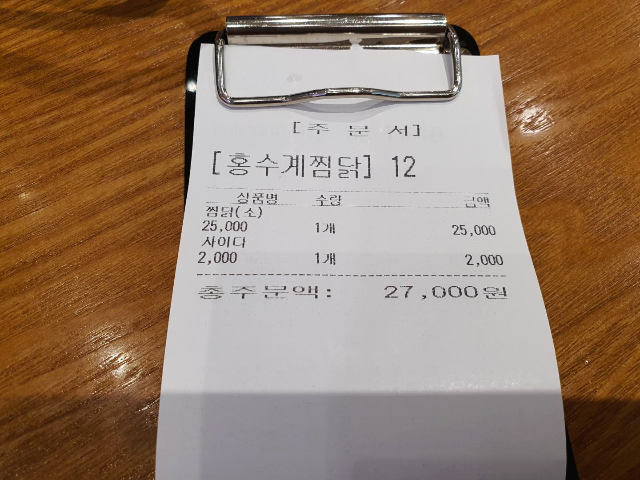 [주 문 서]
[홍수계찜닭] 12
상품명 수량 금액
찜닭(소)
25,000 1개 25,000
사이다
2,000 1개 2,000
총주문액: 27,000원